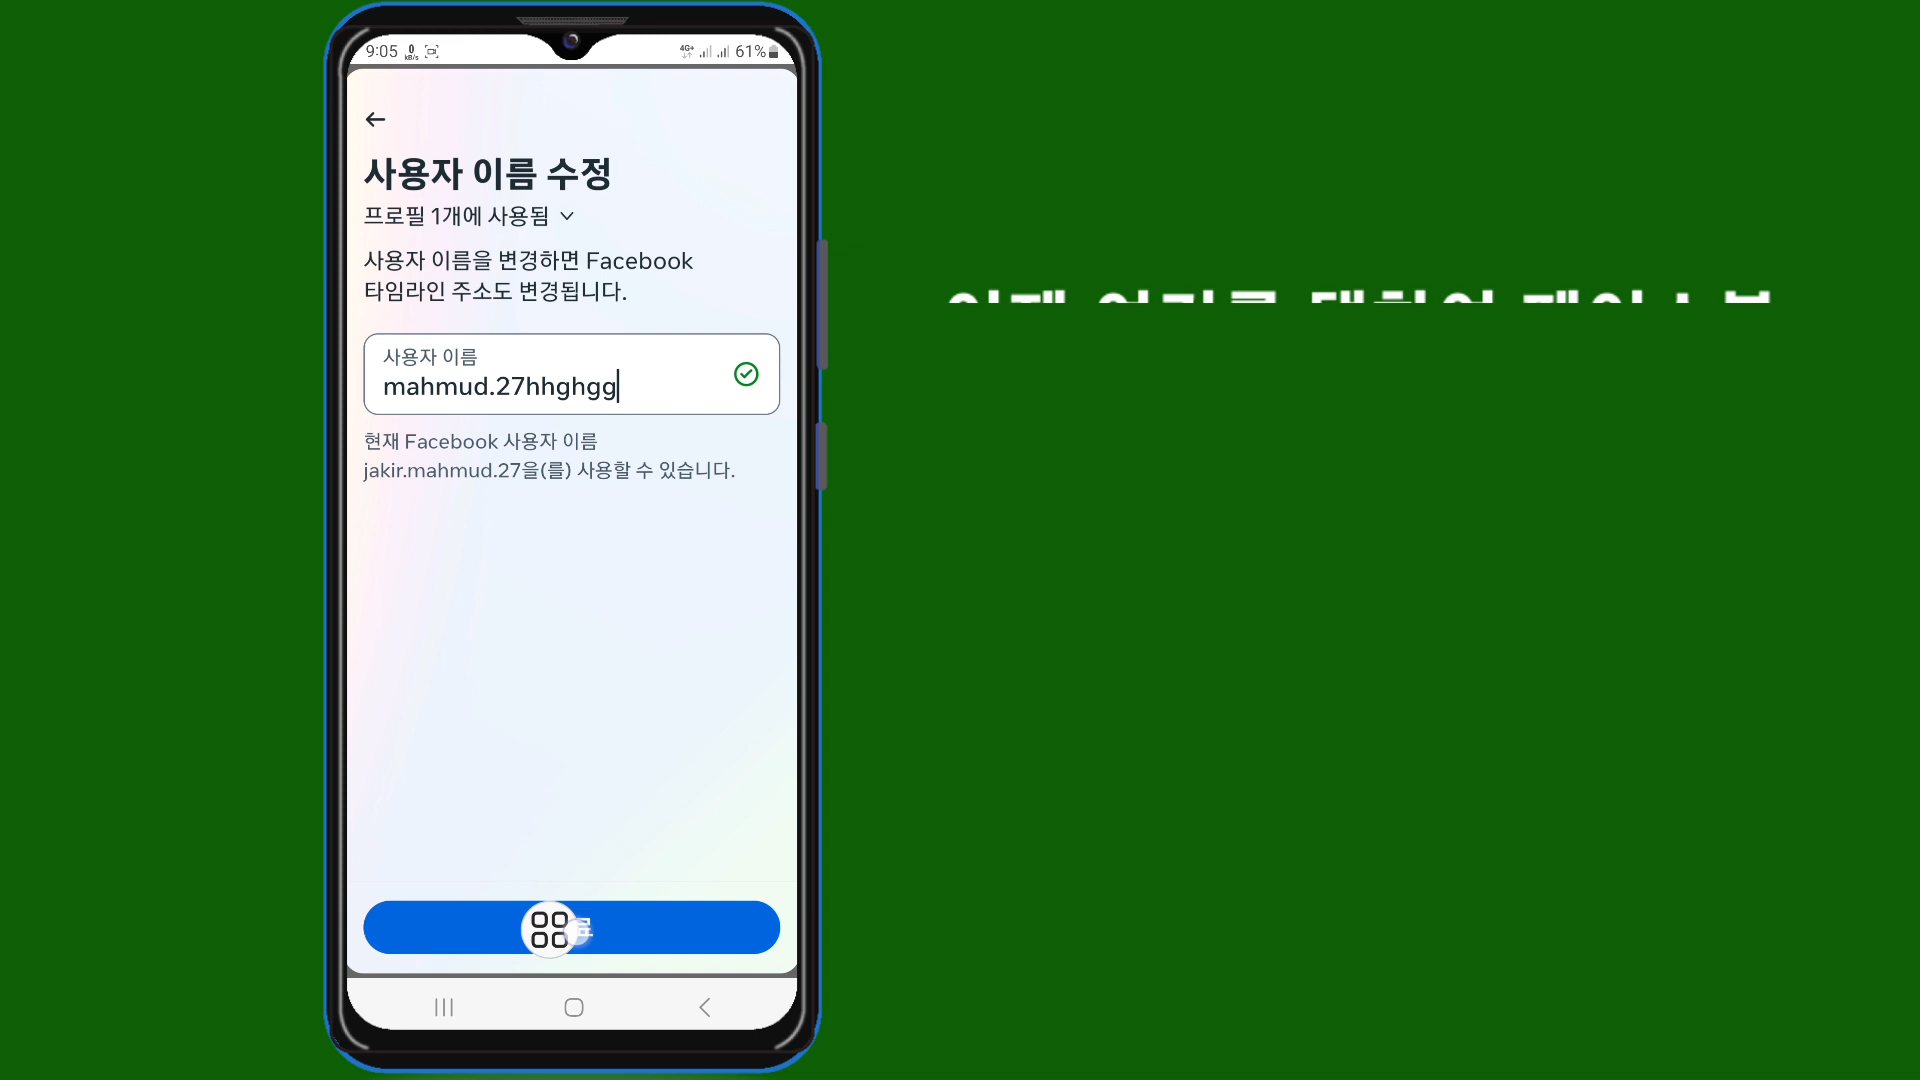 9:05
0
kB/s
4G+
61%
사용자 이름 수정
프로필 1개에 사용됨
사용자 이름을 변경하면 Facebook
타임라인 주소도 변경됩니다.
사용자 이름
mahmud.27hhghgg
현재 Facebook 사용자 이름
jakir.mahmud.27을(를) 사용할 수 있습니다.